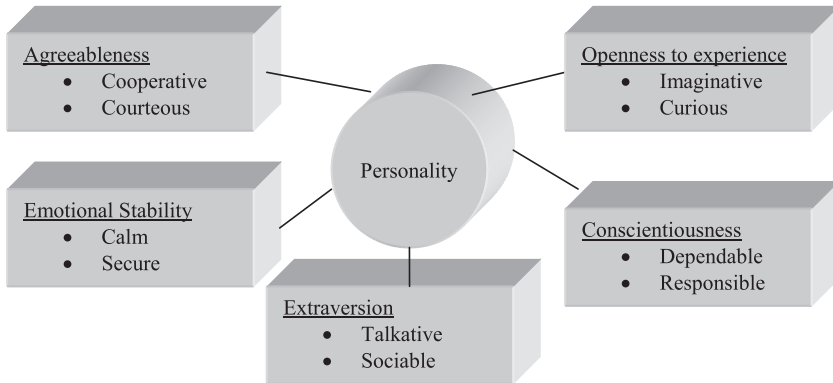 Agreeableness
• Cooperative
• Courteous
Openness to experience
• Imaginative
• Curious
Personality
Emotional Stability
• Calm
• Secure
Conscientiousness
• Dependable
• Responsible
Extraversion
• Talkative
• Sociable